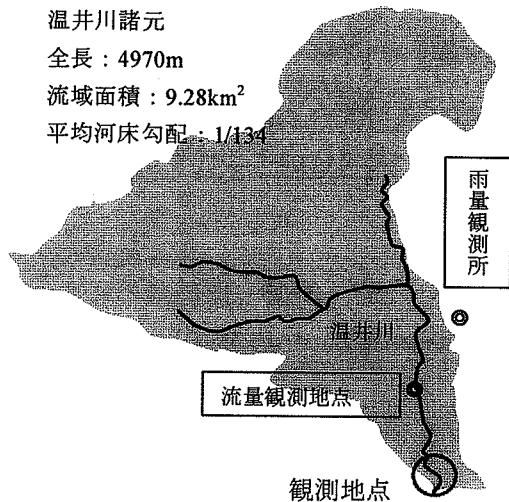 温井川諸元
全長：4970m
流域面積：9.28km²
平均河床勾配：1/134
雨量観測所
温井川
流量観測地点
観測地点